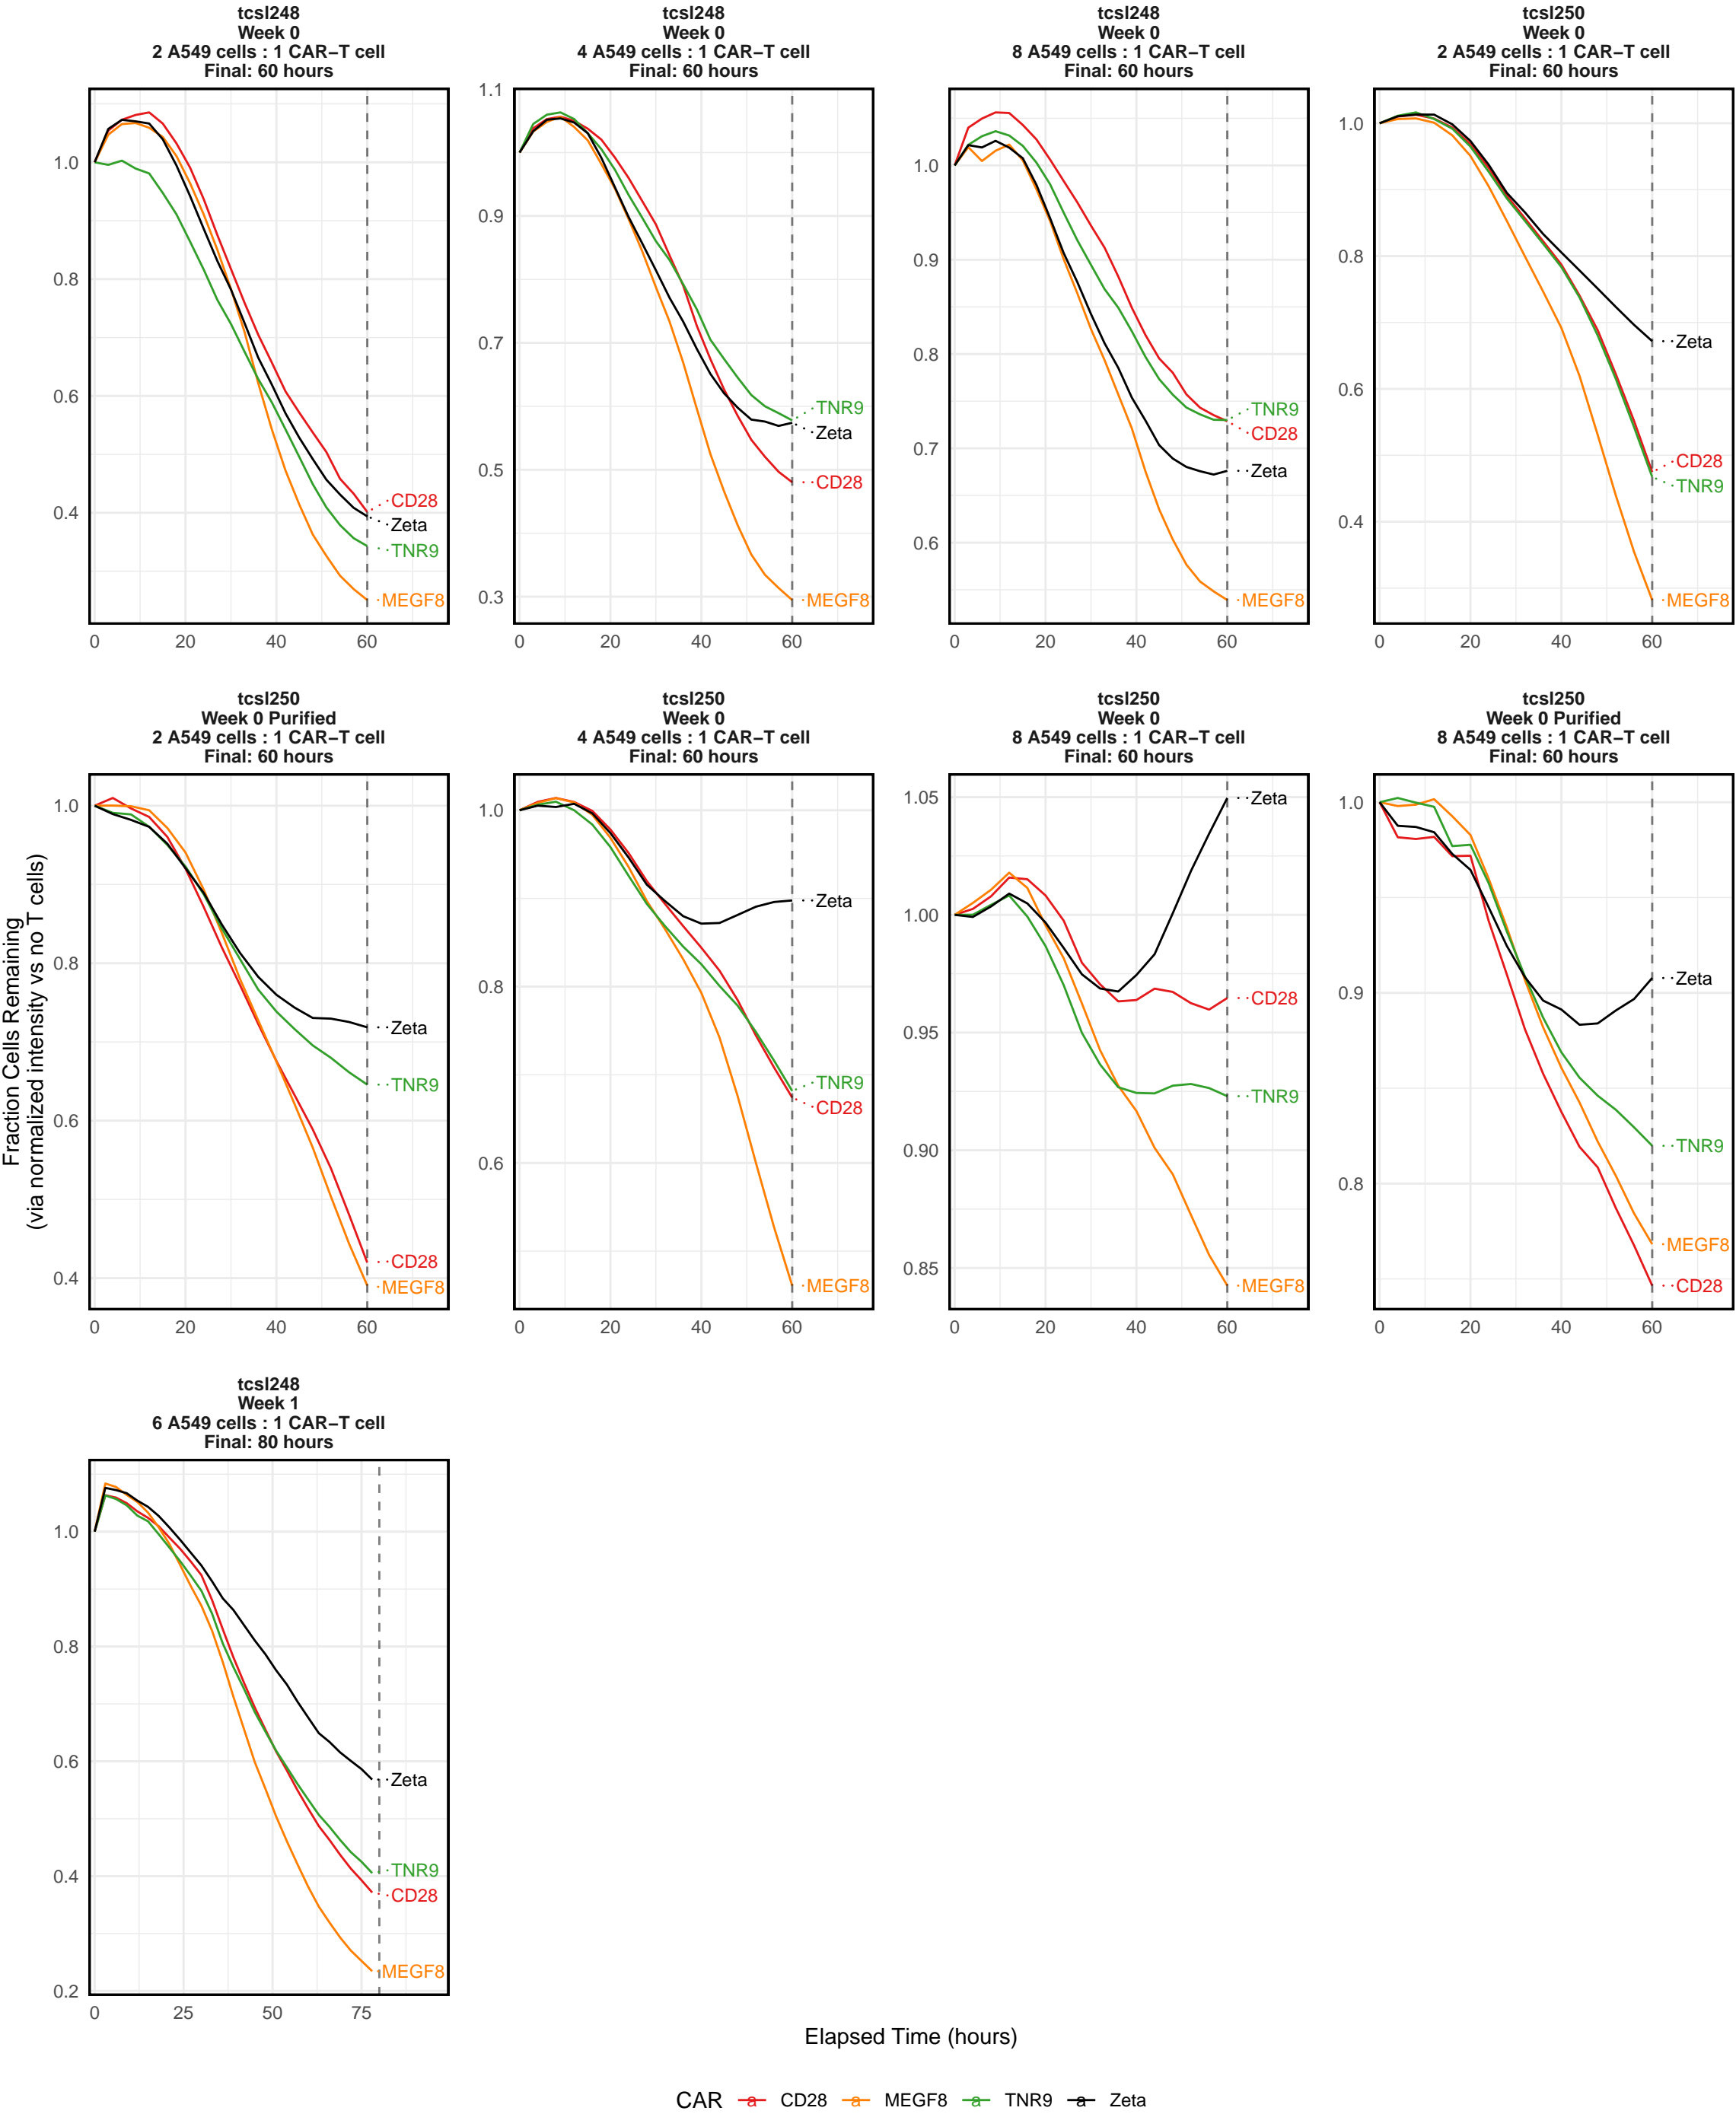 tcsl248
Week 0
2 A549 cells : 1 CAR−T cell
Final: 60 hours
1.0
0.8
0.6
0.4
0
20
40
60
CD28
Zeta
TNR9
MEGF8
tcsl248
Week 0
4 A549 cells : 1 CAR−T cell
Final: 60 hours
1.1
0.9
0.7
0.5
0.3
0
20
40
60
TNR9
Zeta
CD28
MEGF8
tcsl248
Week 0
8 A549 cells : 1 CAR−T cell
Final: 60 hours
1.0
0.9
0.8
0.7
0.6
0
20
40
60
TNR9
CD28
Zeta
MEGF8
tcsl250
Week 0
2 A549 cells : 1 CAR−T cell
Final: 60 hours
1.0
0.8
0.6
0.4
0
20
40
60
Zeta
CD28
TNR9
MEGF8
Fraction Cells Remaining
(via normalized intensity vs no T cells)
tcsl250
Week 0 Purified
2 A549 cells : 1 CAR−T cell
Final: 60 hours
1.0
0.8
0.6
0.4
0
20
40
60
Zeta
TNR9
CD28
MEGF8
tcsl250
Week 0
4 A549 cells : 1 CAR−T cell
Final: 60 hours
1.0
0.8
0.6
0
20
40
60
Zeta
TNR9
CD28
MEGF8
tcsl250
Week 0
8 A549 cells : 1 CAR−T cell
Final: 60 hours
1.05
1.00
0.95
0.90
0.85
0
20
40
60
Zeta
CD28
TNR9
MEGF8
tcsl250
Week 0 Purified
8 A549 cells : 1 CAR−T cell
Final: 60 hours
1.0
0.9
0.8
0
20
40
60
Zeta
TNR9
MEGF8
CD28
tcsl248
Week 1
6 A549 cells : 1 CAR−T cell
Final: 80 hours
1.0
0.8
0.6
0.4
0.2
0
25
50
75
Zeta
TNR9
CD28
MEGF8
Elapsed Time (hours)
CAR a CD28 a MEGF8 a TNR9 a Zeta